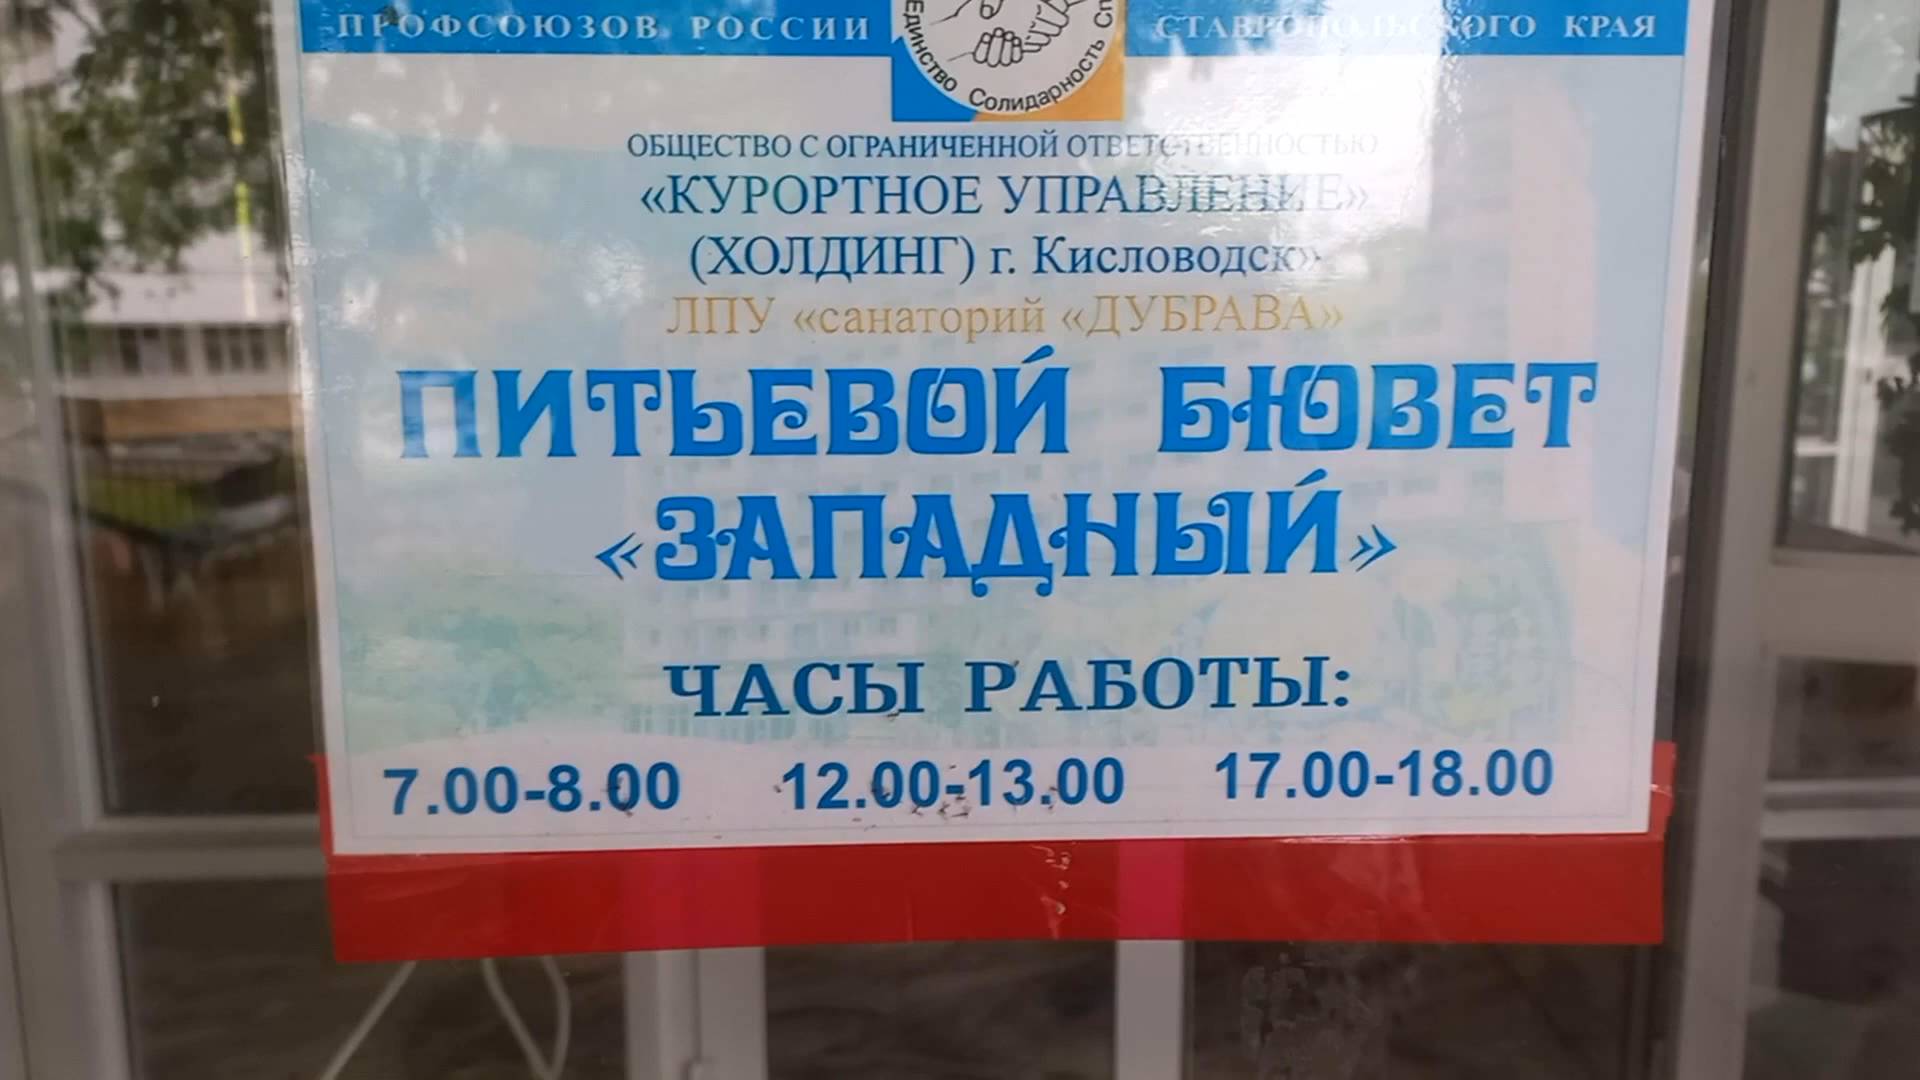 ПРОФСОЮЗОВ РОССИИ
СТАВРОПОЛЬСКОГО КРАЯ
Единство Солидарность
ОБЩЕСТВО С ОГРАНИЧЕННОЙ ОТВЕТСТВЕННОСТЬЮ
«КУРОРТНОЕ УПРАВЛЕНИЕ»
(ХОЛДИНГ) г. Кисловодск»
ЛПУ «санаторий «ДУБРАВА»
ПИТЬЕВОЙ БЮВЕТ
«ЗАПАДНЫЙ»
ЧАСЫ РАБОТЫ:
7.00-8.00 12.00-13.00 17.00-18.00